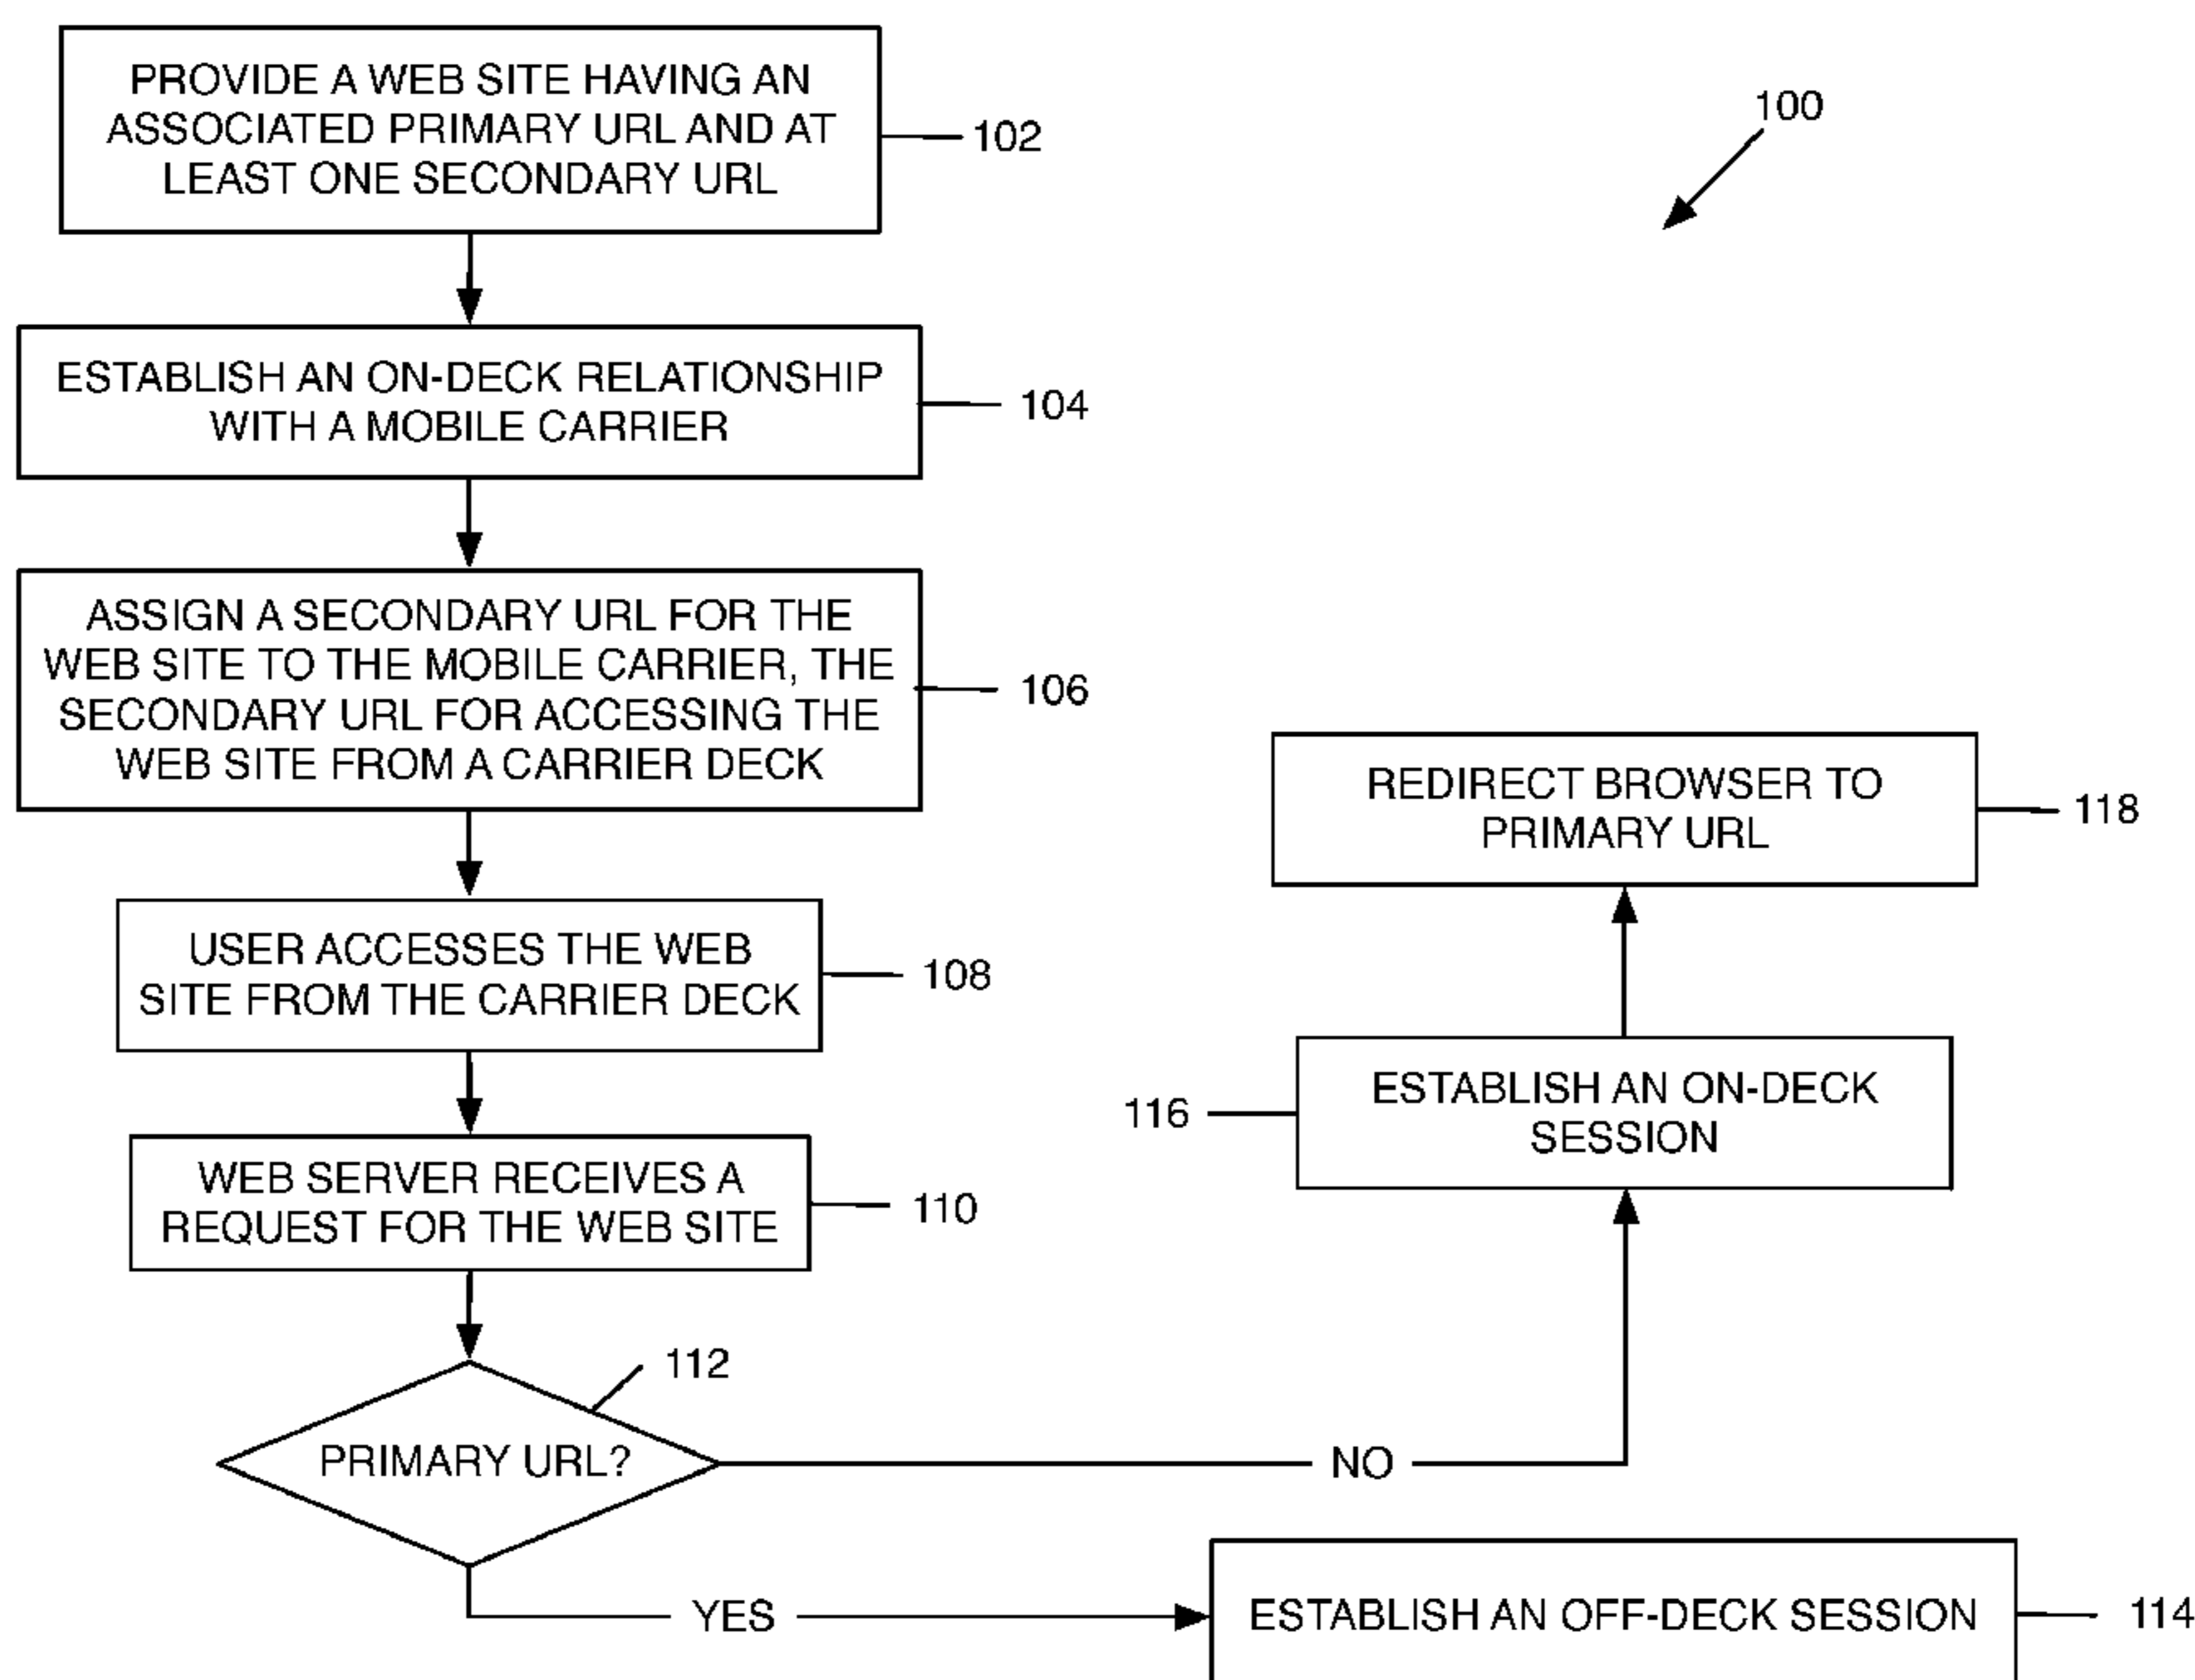 PROVIDE A WEB SITE HAVING AN
ASSOCIATED PRIMARY URL AND AT
LEAST ONE SECONDARY URL
102
100
ESTABLISH AN ON-DECK RELATIONSHIP
WITH A MOBILE CARRIER
104
ASSIGN A SECONDARY URL FOR THE
WEB SITE TO THE MOBILE CARRIER, THE
SECONDARY URL FOR ACCESSING THE
WEB SITE FROM A CARRIER DECK
106
USER ACCESSES THE WEB
SITE FROM THE CARRIER DECK
108
WEB SERVER RECEIVES A
REQUEST FOR THE WEB SITE
110
PRIMARY URL?
112
NO
YES
ESTABLISH AN OFF-DECK SESSION
114
ESTABLISH AN ON-DECK
SESSION
116
REDIRECT BROWSER TO
PRIMARY URL
118